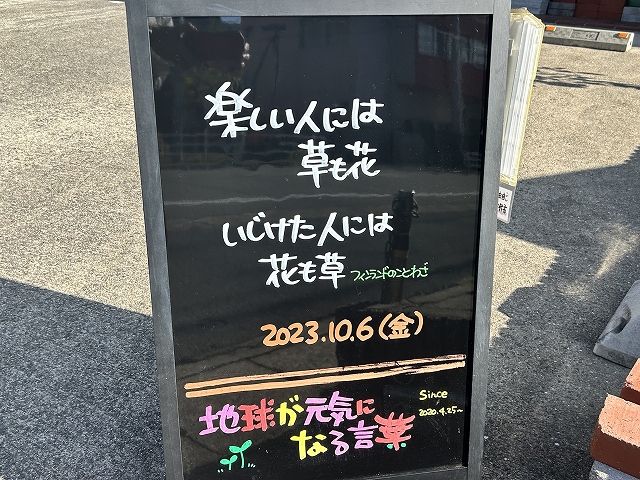 楽しい人には
草も花
いじけた人には
花も草 フィンランドのことわざ
2023.10.6(金)
地球が元気に
なる言葉
Since
2020.4.25~